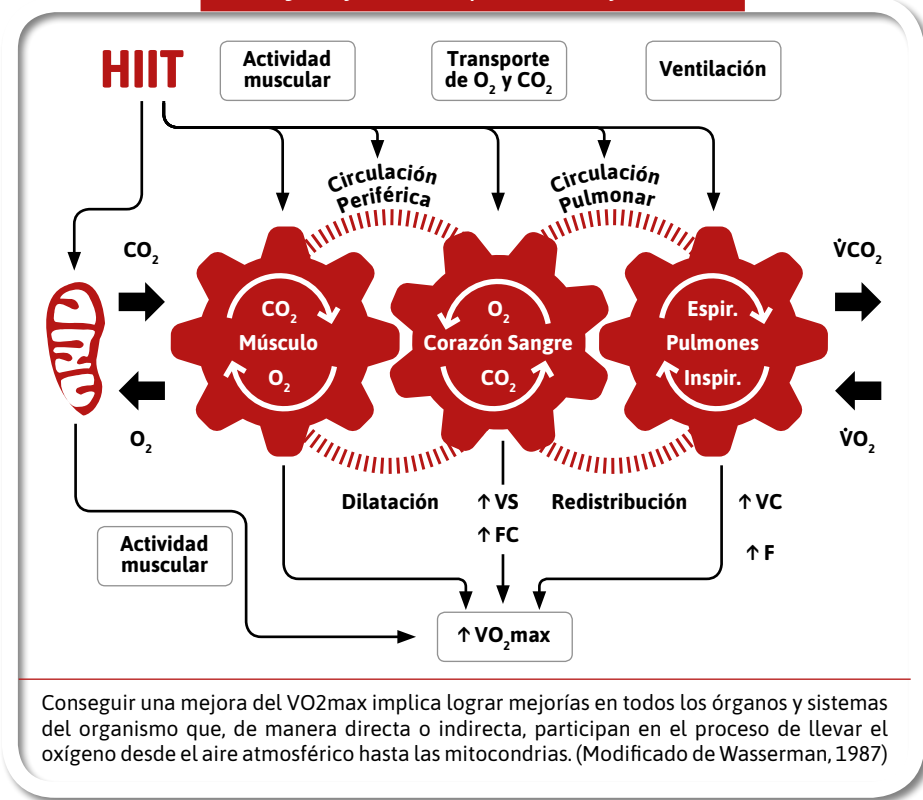 HIIT
Actividad
muscular
Transporte
de O₂ y CO₂
Ventilación
Circulación
Periférica
Circulación
Pulmonar
CO₂
O₂
CO₂
Músculo
O₂
O₂
Corazón Sangre
CO₂
Espir.
Pulmones
Inspir.
V̇CO₂
V̇O₂
Dilatación
↑ VS
↑ FC
Redistribución
↑ VC
↑ F
Actividad
muscular
↑ VO₂max
Conseguir una mejora del VO2max implica lograr mejorías en todos los órganos y sistemas
del organismo que, de manera directa o indirecta, participan en el proceso de llevar el
oxígeno desde el aire atmosférico hasta las mitocondrias. (Modificado de Wasserman, 1987)